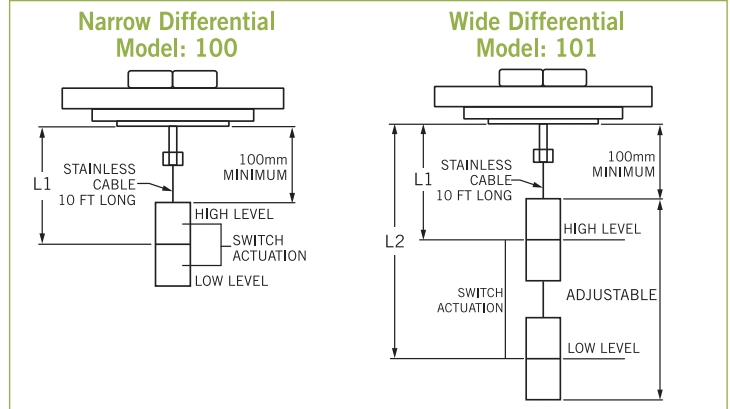 Narrow Differential
Model: 100
L1
STAINLESS
CABLE
10 FT LONG
100mm
MINIMUM
HIGH LEVEL
SWITCH
ACTUATION
LOW LEVEL
Wide Differential
Model: 101
L1
L2
STAINLESS
CABLE
10 FT LONG
100mm
MINIMUM
HIGH LEVEL
SWITCH
ACTUATION
ADJUSTABLE
LOW LEVEL